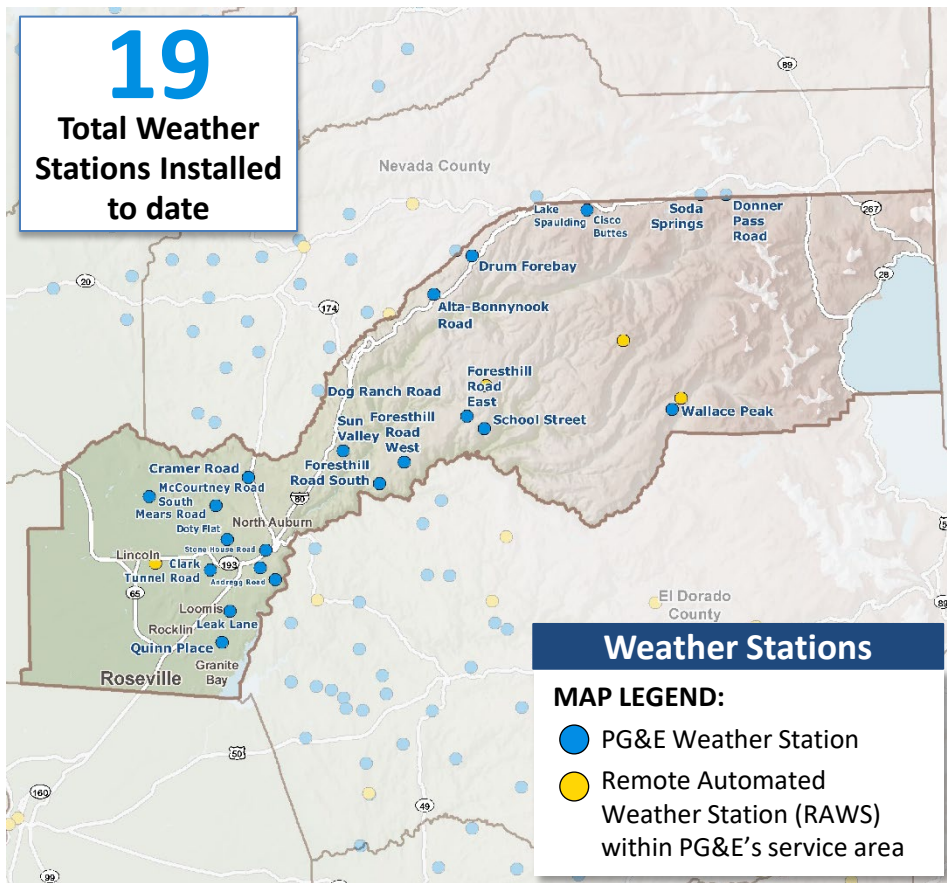 19
Total Weather
Stations Installed
to date
89
Nevada County
Lake
Spaulding
Cisco
Buttes
Soda
Springs
Donner
Pass
Road
267
Drum Forebay
28
20
174
Alta-Bonnynook
Road
Foresthill
Road
East
Dog Ranch Road
Wallace Peak
School Street
Sun
Valley
Foresthill
Road
West
Foresthill
Road South
Cramer Road
McCourtney Road
South
Mears Road
80
North Auburn
Doty Flat
Stone House Road
Lincoln
Clark
Tunnel Road
193
Andregg Road
65
Loomis
Leak Lane
Rocklin
Quinn Place
Granite
Bay
Roseville
El Dorado
County
89
50
160
49
99
Weather Stations
MAP LEGEND:
PG&E Weather Station
Remote Automated
Weather Station (RAWS)
within PG&E's service area